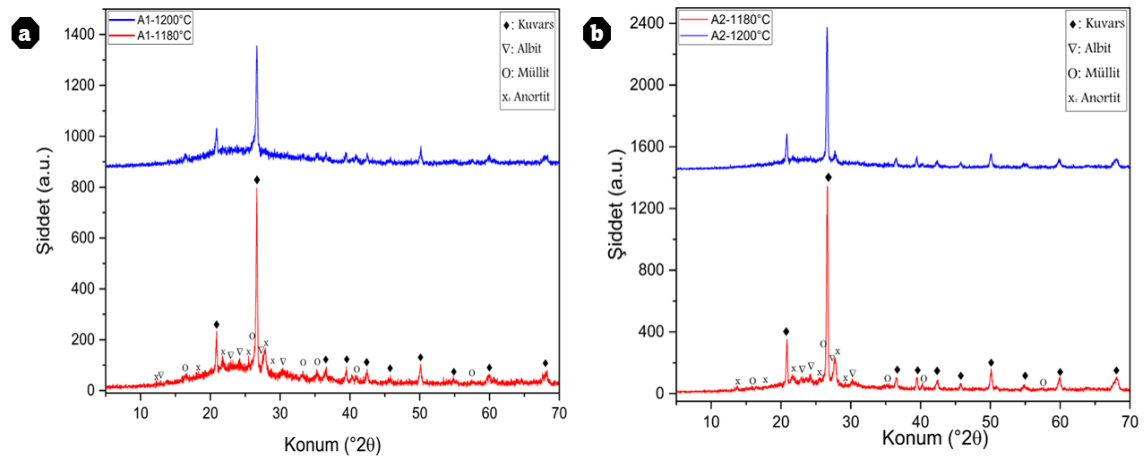 a
A1-1200°C
A1-1180°C
♦: Kuvars
∇: Albit
O: Müllit
x: Anortit
Şiddet (a.u.)
1400
1200
1000
800
600
400
200
0
10 20 30 40 50 60 70
Konum (°2θ)
b
A2-1180°C
A2-1200°C
♦: Kuvars
∇: Albit
O: Müllit
x: Anortit
Şiddet (a.u.)
2400
2000
1600
1200
800
400
0
10 20 30 40 50 60 70
Konum (°2θ)